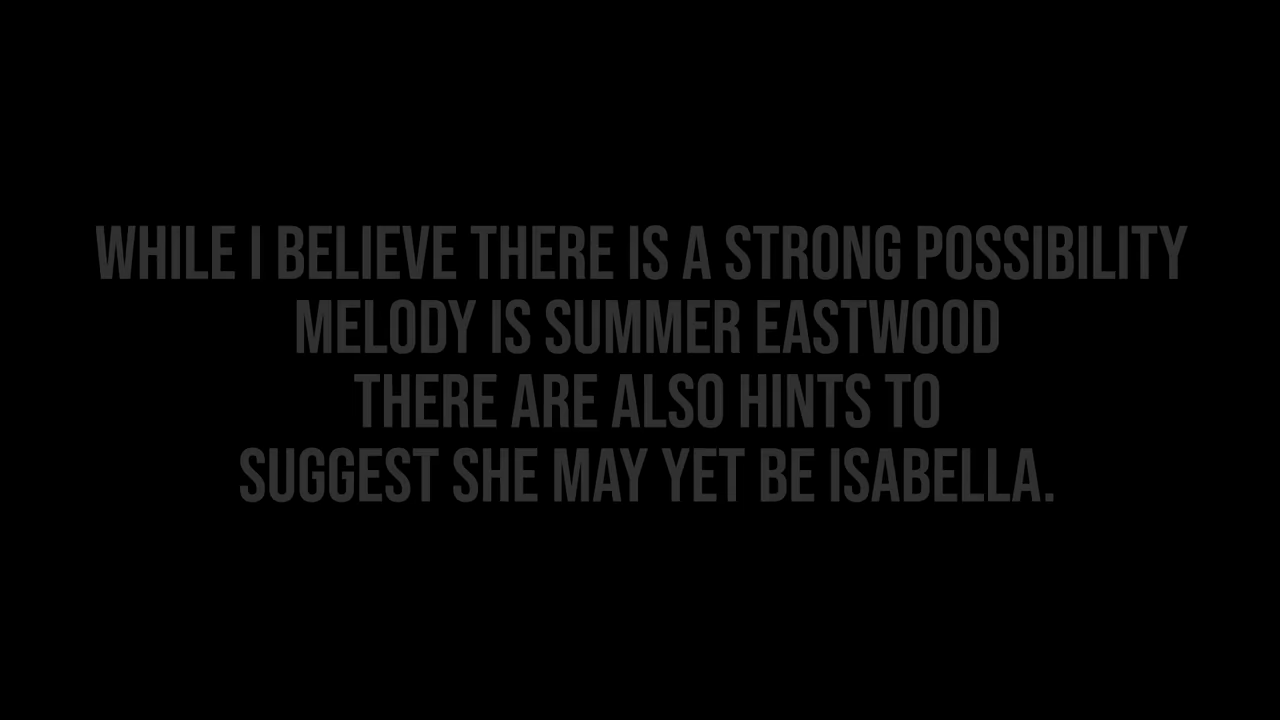 WHILE I BELIEVE THERE IS A STRONG POSSIBILITY
MELODY IS SUMMER EASTWOOD
THERE ARE ALSO HINTS TO
SUGGEST SHE MAY YET BE ISABELLA.